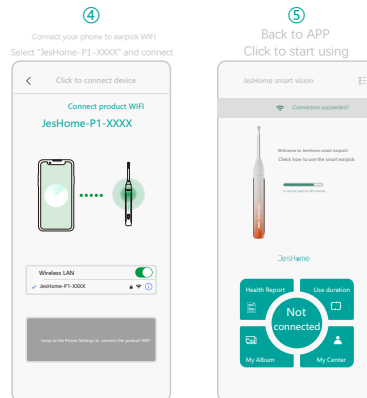 ④
Connect your phone to earpick WIFI
Select "JesHome-P1-XXXX" and connect
Click to connect device
Connect product WIFI
JesHome-P1-XXXX
Wireless LAN
JesHome-P1-XXXX
Jump to the Phone Settings to connect the product WIFI
⑤
Back to APP
Click to start using
JesHome smart vision
Connection succeeded!
Welcome to JesHome smart earpick!
Check how to use the smart earpick
JesHome
Health Report
Use duration
Not
connected
My Album
My Center